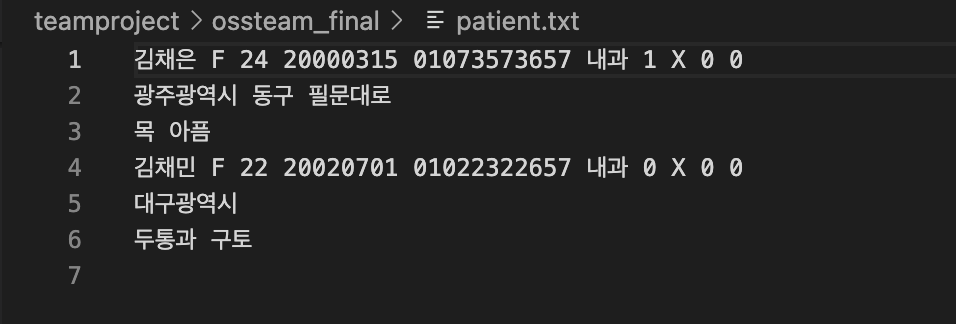 teamproject > ossteam_final > patient.txt
1 김채은 F 24 20000315 01073573657 내과 1 X 0 0
2 광주광역시 동구 필문대로
3 목 아픔
4 김채민 F 22 20020701 01022322657 내과 0 X 0 0
5 대구광역시
6 두통과 구토
7